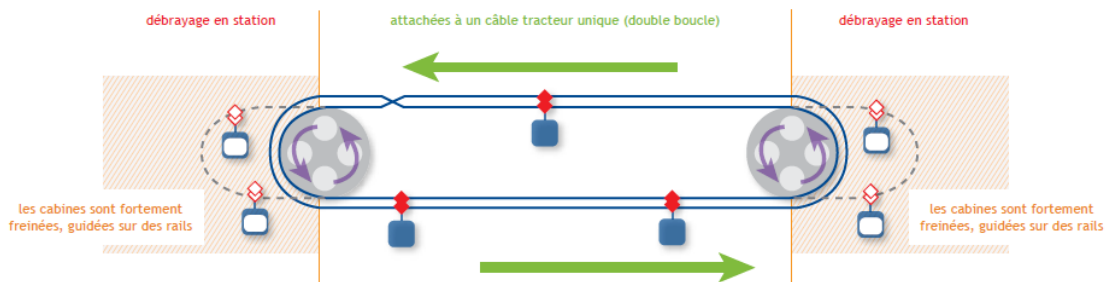 débrayage en station
attachées à un câble tracteur unique (double boucle)
débrayage en station
les cabines sont fortement
freinées, guidées sur des rails
les cabines sont fortement
freinées, guidées sur des rails